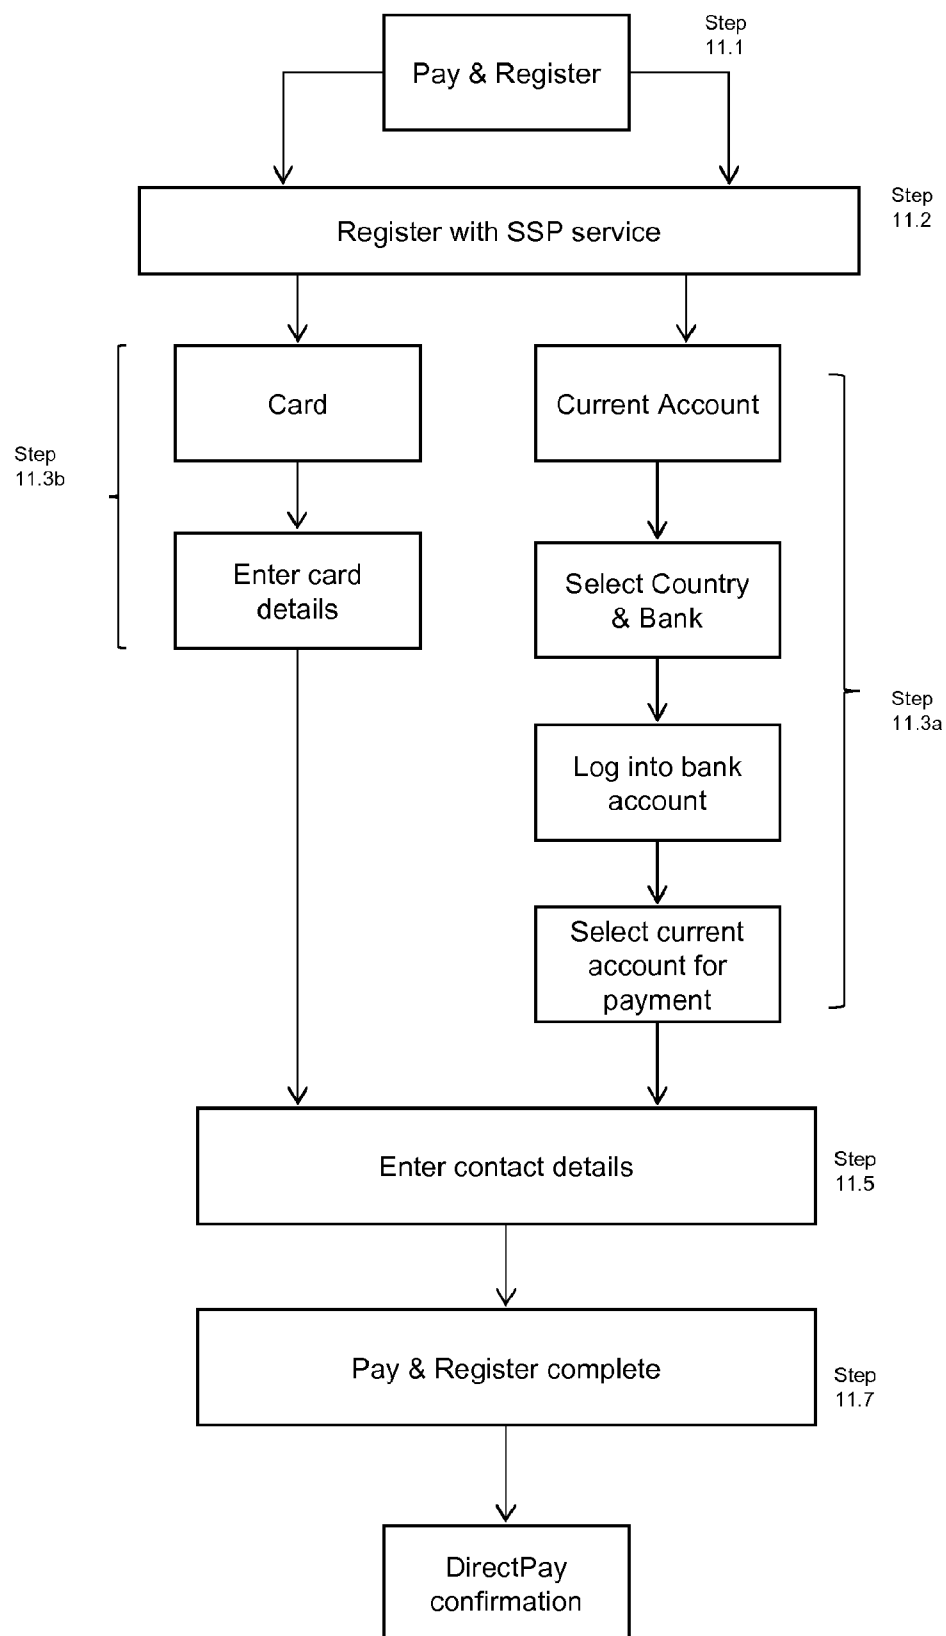 Step
11.1
Pay & Register
Step
11.2
Register with SSP service
Card
Current Account
Step
11.3b
Enter card
details
Select Country
& Bank
Step
11.3a
Log into bank
account
Select current
account for
payment
Enter contact details
Step
11.5
Pay & Register complete
Step
11.7
DirectPay
confirmation